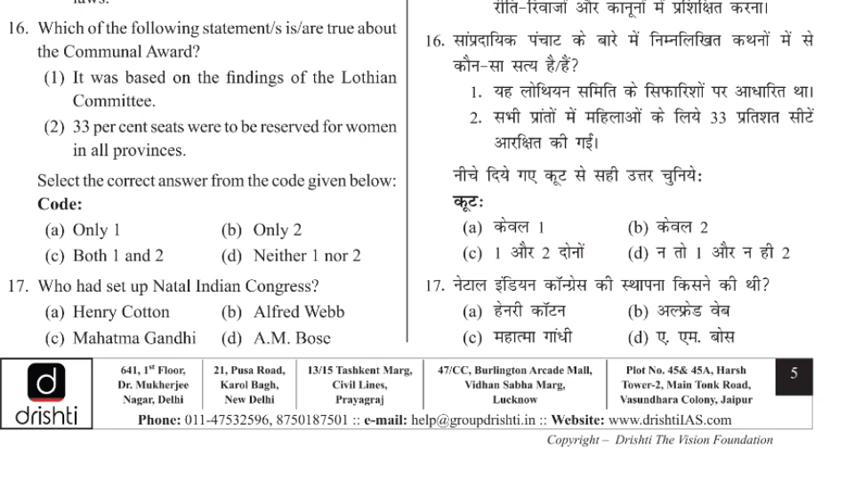 16. Which of the following statement/s is/are true about
the Communal Award?
(1) It was based on the findings of the Lothian
Committee.
(2) 33 per cent seats were to be reserved for women
in all provinces.
Select the correct answer from the code given below:
Code:
(a) Only 1 (b) Only 2
(c) Both 1 and 2 (d) Neither 1 nor 2
17. Who had set up Natal Indian Congress?
(a) Henry Cotton (b) Alfred Webb
(c) Mahatma Gandhi (d) A.M. Bose
रीति-रिवाजों और कानूनों में प्रशिक्षित करना।
16. सांप्रदायिक पंचाट के बारे में निम्नलिखित कथनों में से
कौन-सा सत्य है/हैं?
1. यह लोथियन समिति के सिफारिशों पर आधारित था।
2. सभी प्रांतों में महिलाओं के लिये 33 प्रतिशत सीटें
आरक्षित की गईं।
नीचे दिये गए कूट से सही उत्तर चुनिये:
कूट:
(a) केवल 1 (b) केवल 2
(c) 1 और 2 दोनों (d) न तो 1 और न ही 2
17. नेटाल इंडियन कॉन्ग्रेस की स्थापना किसने की थी?
(a) हेनरी कॉटन (b) अल्फ्रेड वेब
(c) महात्मा गांधी (d) ए. एम. बोस
d
drishti
641, 1st Floor,
Dr. Mukherjee
Nagar, Delhi
21, Pusa Road,
Karol Bagh,
New Delhi
13/15 Tashkent Marg,
Civil Lines,
Prayagraj
47/CC, Burlington Arcade Mall,
Vidhan Sabha Marg,
Lucknow
Plot No. 45& 45A, Harsh
Tower-2, Main Tonk Road,
Vasundhara Colony, Jaipur
5
Phone: 011-47532596, 8750187501 :: e-mail: help@groupdrishti.in :: Website: www.drishtiIAS.com
Copyright – Drishti The Vision Foundation